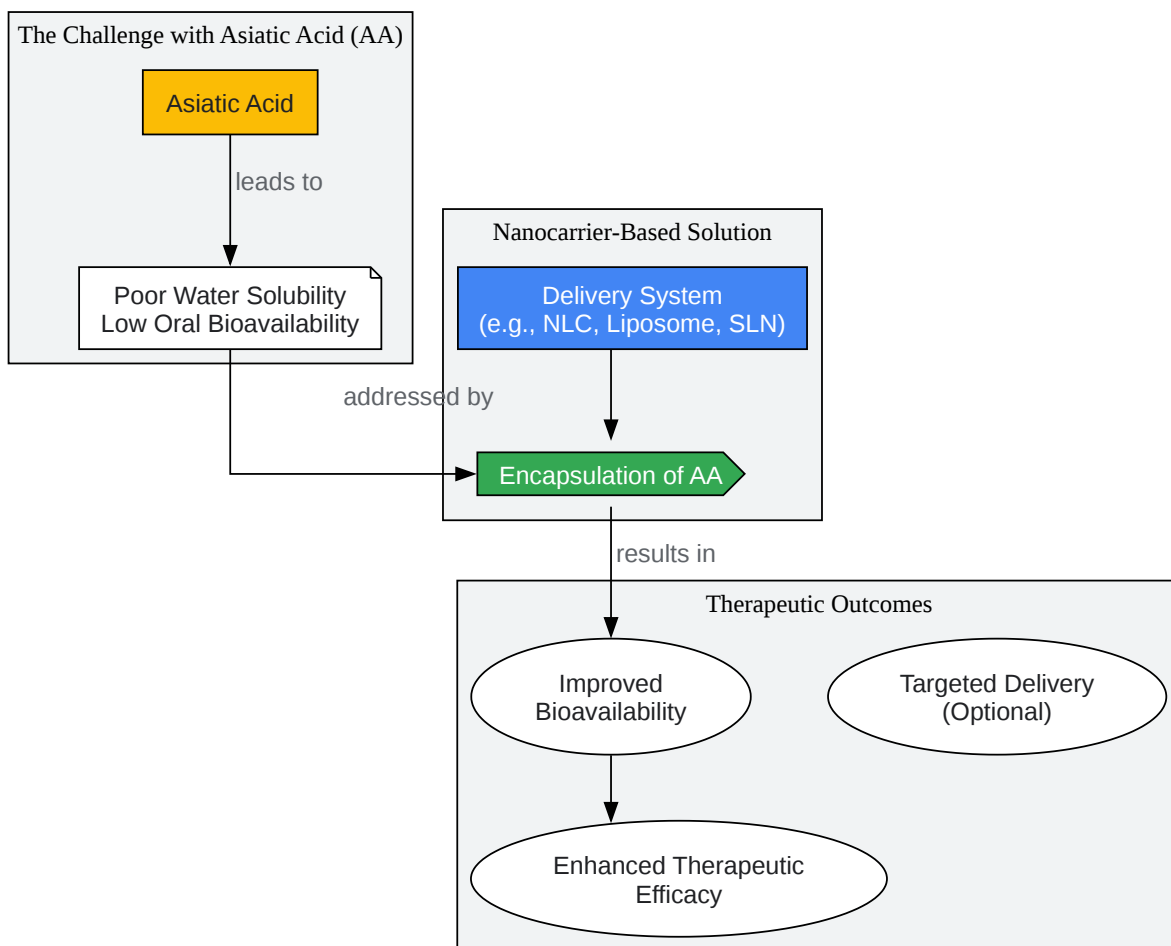 The Challenge with Asiatic Acid (AA)
Asiatic Acid
leads to
Poor Water Solubility
Low Oral Bioavailability
Nanocarrier-Based Solution
Delivery System
(e.g., NLC, Liposome, SLN)
addressed by
Encapsulation of AA
results in
Therapeutic Outcomes
Improved
Bioavailability
Targeted Delivery
(Optional)
Enhanced Therapeutic
Efficacy